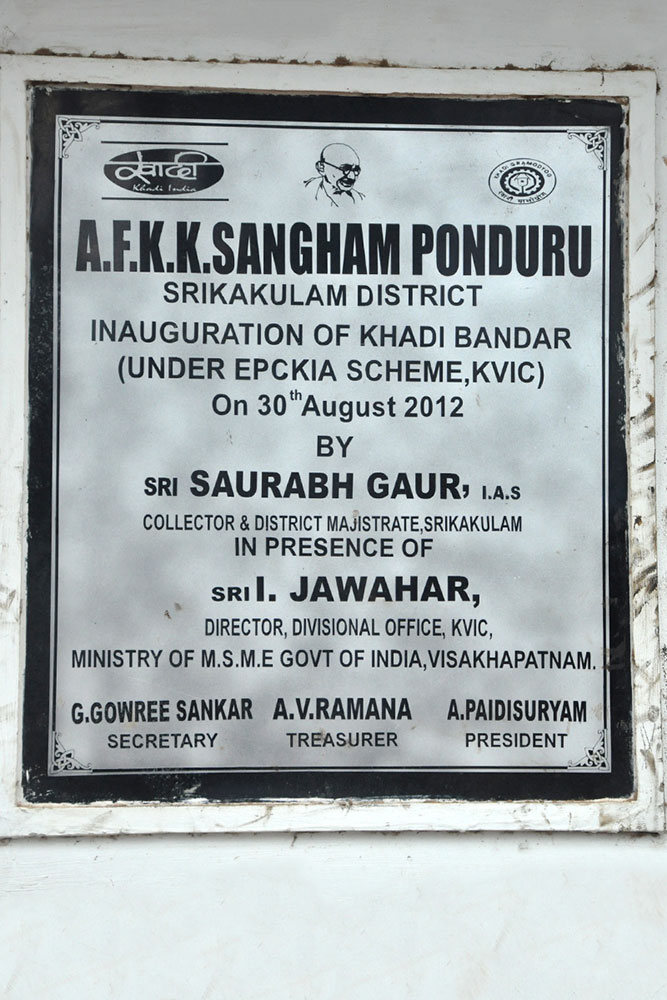 खादी
Khadi India
KHADI GRAMODYOG
खादी ग्रामोद्योग
A.F.K.K.SANGHAM PONDURU
SRIKAKULAM DISTRICT
INAUGURATION OF KHADI BANDAR
(UNDER EPCKIA SCHEME,KVIC)
On 30th August 2012
BY
SRI SAURABH GAUR, I.A.S
COLLECTOR & DISTRICT MAJISTRATE,SRIKAKULAM
IN PRESENCE OF
SRI I. JAWAHAR,
DIRECTOR, DIVISIONAL OFFICE, KVIC,
MINISTRY OF M.S.M.E GOVT OF INDIA,VISAKHAPATNAM.
G.GOWREE SANKAR A.V.RAMANA A.PAIDISURYAM
SECRETARY TREASURER PRESIDENT